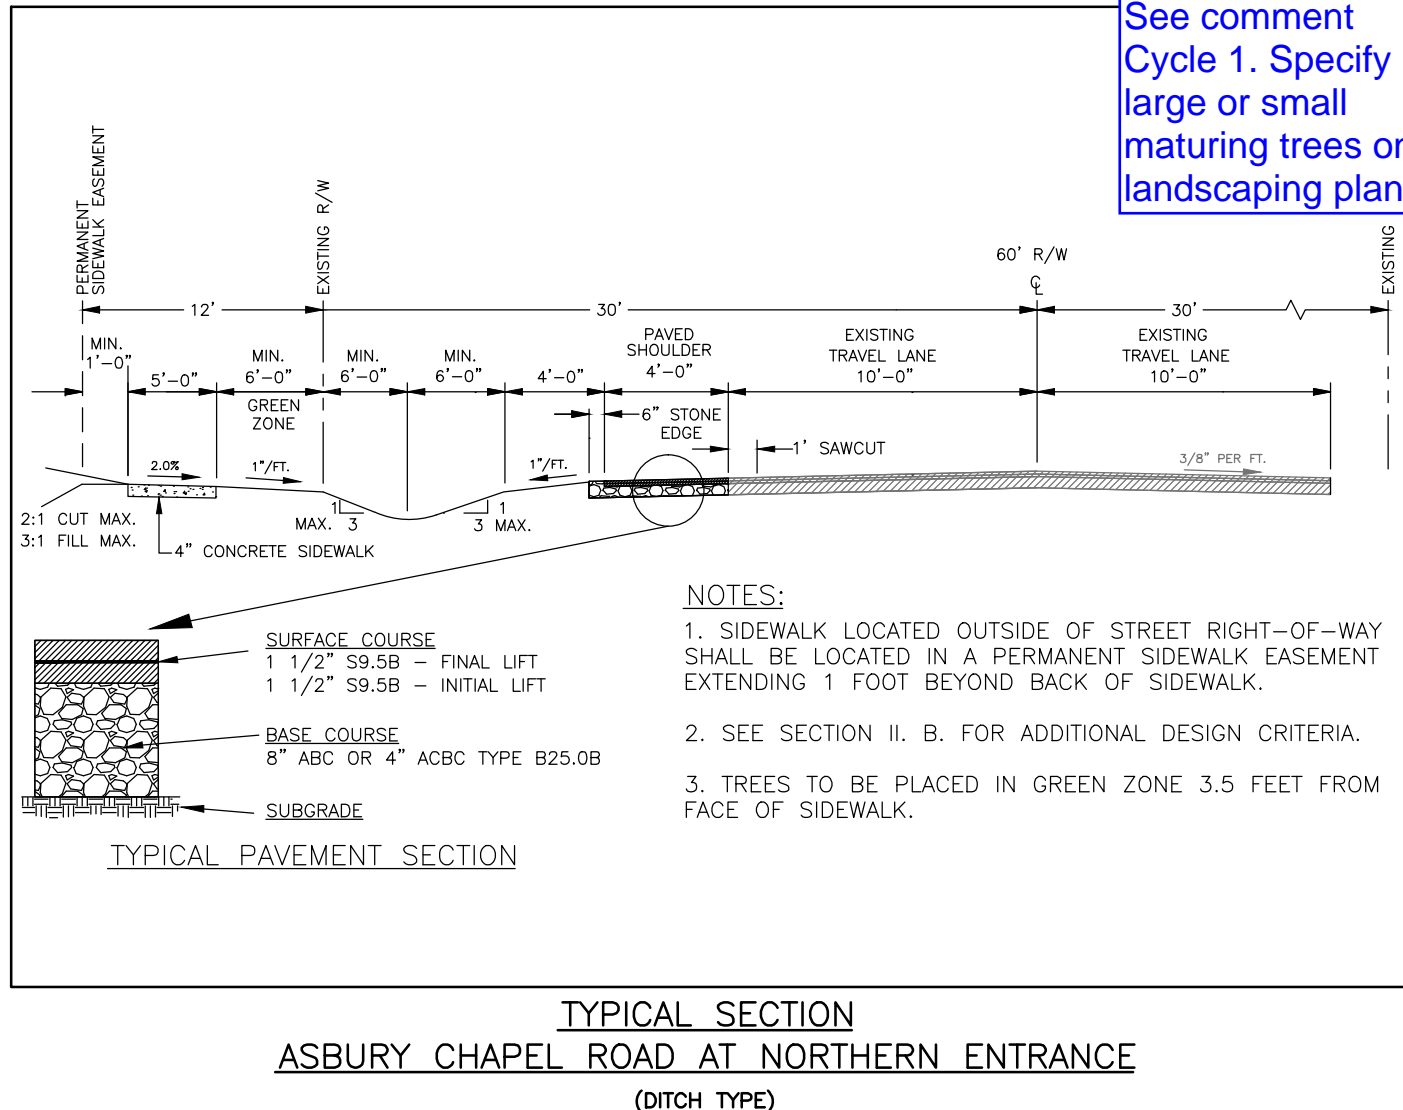 See comment
Cycle 1. Specify
large or small
maturing trees on
landscaping plan
PERMANENT
SIDEWALK EASEMENT
EXISTING R/W
60' R/W
℄
EXISTING
12'
30'
30'
MIN.
1'-0"
5'-0"
MIN.
6'-0"
GREEN
ZONE
MIN.
6'-0"
MIN.
6'-0"
4'-0"
PAVED
SHOULDER
4'-0"
EXISTING
TRAVEL LANE
10'-0"
EXISTING
TRAVEL LANE
10'-0"
6" STONE
EDGE
1' SAWCUT
2.0%
1"/FT.
1"/FT.
3/8" PER FT.
2:1 CUT MAX.
3:1 FILL MAX.
4" CONCRETE SIDEWALK
1
MAX. 3
1
3 MAX.
SURFACE COURSE
1 1/2" S9.5B - FINAL LIFT
1 1/2" S9.5B - INITIAL LIFT
BASE COURSE
8" ABC OR 4" ACBC TYPE B25.0B
SUBGRADE
TYPICAL PAVEMENT SECTION
NOTES:
1. SIDEWALK LOCATED OUTSIDE OF STREET RIGHT-OF-WAY
SHALL BE LOCATED IN A PERMANENT SIDEWALK EASEMENT
EXTENDING 1 FOOT BEYOND BACK OF SIDEWALK.
2. SEE SECTION II. B. FOR ADDITIONAL DESIGN CRITERIA.
3. TREES TO BE PLACED IN GREEN ZONE 3.5 FEET FROM
FACE OF SIDEWALK.
TYPICAL SECTION
ASBURY CHAPEL ROAD AT NORTHERN ENTRANCE
(DITCH TYPE)